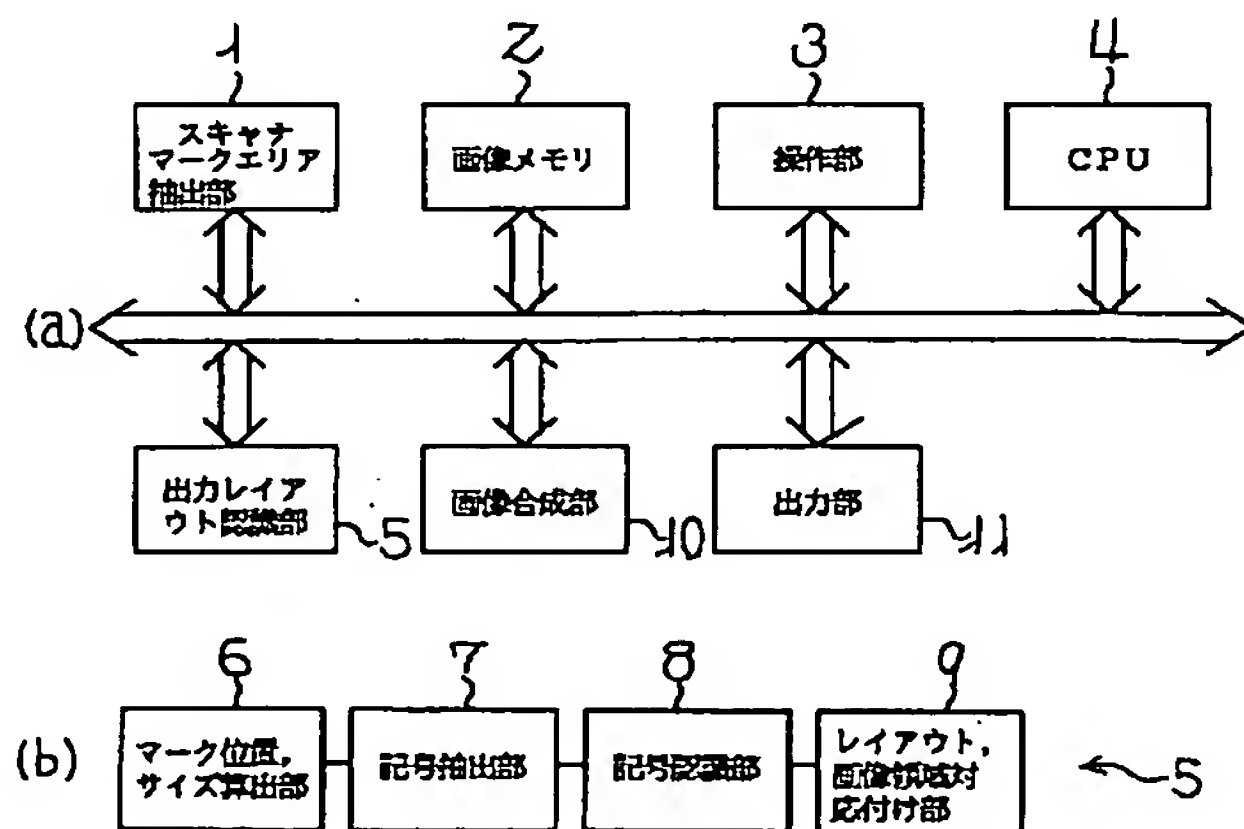 1
2
3
4
スキャナ
マークエリア
抽出部
画像メモリ
操作部
CPU
(a)
出力レイア
ウト認識部
5
画像合成部
10
出力部
11
6
7
8
9
(b)
マーク位置,
サイズ算出部
記号抽出部
記号認識部
レイアウト,
画像領域対
応付け部
5